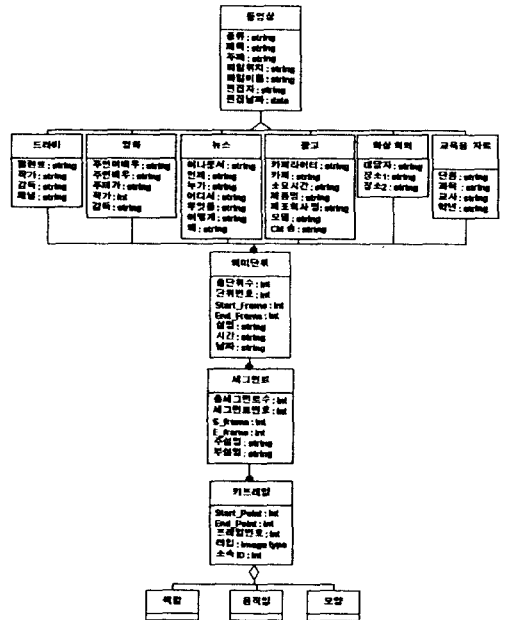 동영상
종류 : string
제목 : string
주제 : string
파일위치 : string
파일이름 : string
편집자 : string
편집날짜 : data
드라마
작가 : string
감독 : string
채널 : string
영화
주연여배우 : string
주연배우 : string
주제가 : string
작가 : int
감독 : string
뉴스
아나운서 : string
언제 : string
누가 : string
어디서 : string
무엇을 : string
어떻게 : string
왜 : string
광고
카피라이터 : string
카피 : string
소요시간 : string
제품명 : string
제조회사명 : string
모델 : string
CM 송 : string
화상 회의
대담자 : string
장소1 : string
장소2 : string
교육용 자료
단원 : string
과목 : string
교사 : string
학년 : string
의미단위
총단위수 : int
단위번호 : int
Start_Frame : int
End_Frame : int
설명 : string
시간 : string
날짜 : string
세그먼트
총세그먼트수 : int
세그먼트번호 : int
S_frame : int
E_frame : int
주설명 : string
부설명 : string
키프레임
Start_Point : int
End_Point : int
프레임번호 : int
타입 : image type
소속 ID : int
색깔
움직임
모양